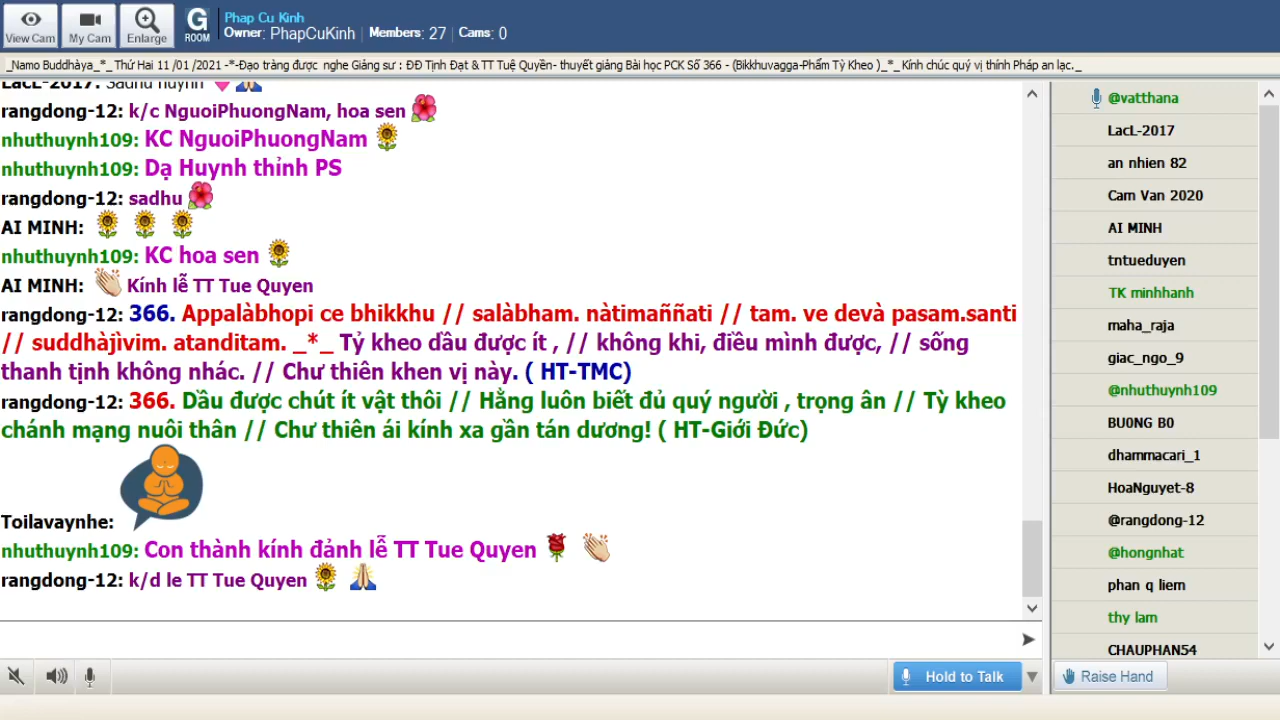 View Cam
My Cam
Enlarge
G
ROOM
Phap Cu Kinh
Owner: PhapCuKinh | Members: 27 | Cams: 0
_Namo Buddhàya_*_ Thứ Hai 11 /01 /2021 -*-Đạo tràng được nghe Giảng sư : ĐĐ Tịnh Đạt & TT Tuệ Quyền- thuyết giảng Bài học PCK Số 366 - (Bikkhuvagga-Phẩm Tỳ Kheo )_*_ Kính chúc quý vị thính Pháp an lạc._
LacL-2017: Sadhu huynh
rangdong-12: k/c NguoiPhuongNam, hoa sen
nhuthuynh109: KC NguoiPhuongNam
nhuthuynh109: Dạ Huynh thỉnh PS
rangdong-12: sadhu
AI MINH:
nhuthuynh109: KC hoa sen
AI MINH: Kính lễ TT Tue Quyen
rangdong-12: 366. Appalàbhopi ce bhikkhu // salàbham. nàtimaññati // tam. ve devà pasam.santi
// suddhàjìvim. atanditam. _*_ Tỷ kheo dầu được ít , // không khi, điều mình được, // sống
thanh tịnh không nhác. // Chư thiên khen vị này. ( HT-TMC)
rangdong-12: 366. Dầu được chút ít vật thôi // Hằng luôn biết đủ quý người , trọng ân // Tỳ kheo
chánh mạng nuôi thân // Chư thiên ái kính xa gần tán dương! ( HT-Giới Đức)
Toilavaynhe:
nhuthuynh109: Con thành kính đảnh lễ TT Tue Quyen
rangdong-12: k/d le TT Tue Quyen
Hold to Talk
@vatthana
LacL-2017
an nhien 82
Cam Van 2020
AI MINH
tntueduyen
TK minhhanh
maha_raja
giac_ngo_9
@nhuthuynh109
BU0NG B0
dhammacari_1
HoaNguyet-8
@rangdong-12
@hongnhat
phan q liem
thy lam
CHAUPHAN54
Raise Hand